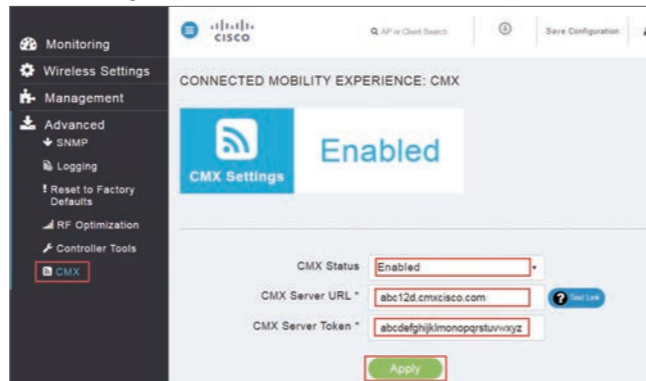 Monitoring
Wireless Settings
Management
Advanced
SNMP
Logging
Reset to Factory
Defaults
RF Optimization
Controller Tools
CMX
CISCO
AP or Client Search
Save Configuration
CONNECTED MOBILITY EXPERIENCE: CMX
CMX Settings
Enabled
CMX Status
Enabled
CMX Server URL *
abc12d.cmxcisco.com
? Test Link
CMX Server Token *
abcdefghijklmonopqrstuvwxyz
Apply